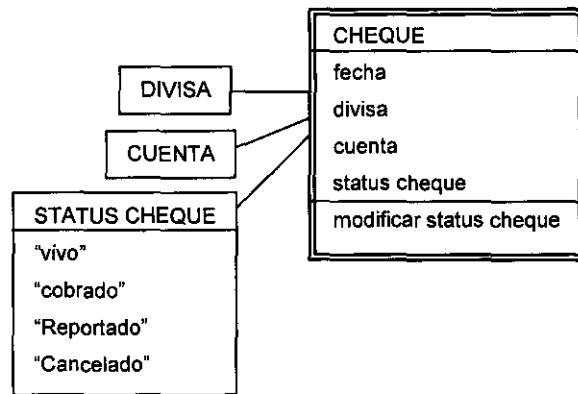 CHEQUE
fecha
divisa
cuenta
status cheque
modificar status cheque
DIVISA
CUENTA
STATUS CHEQUE
“vivo”
“cobrado”
“Reportado”
“Cancelado”